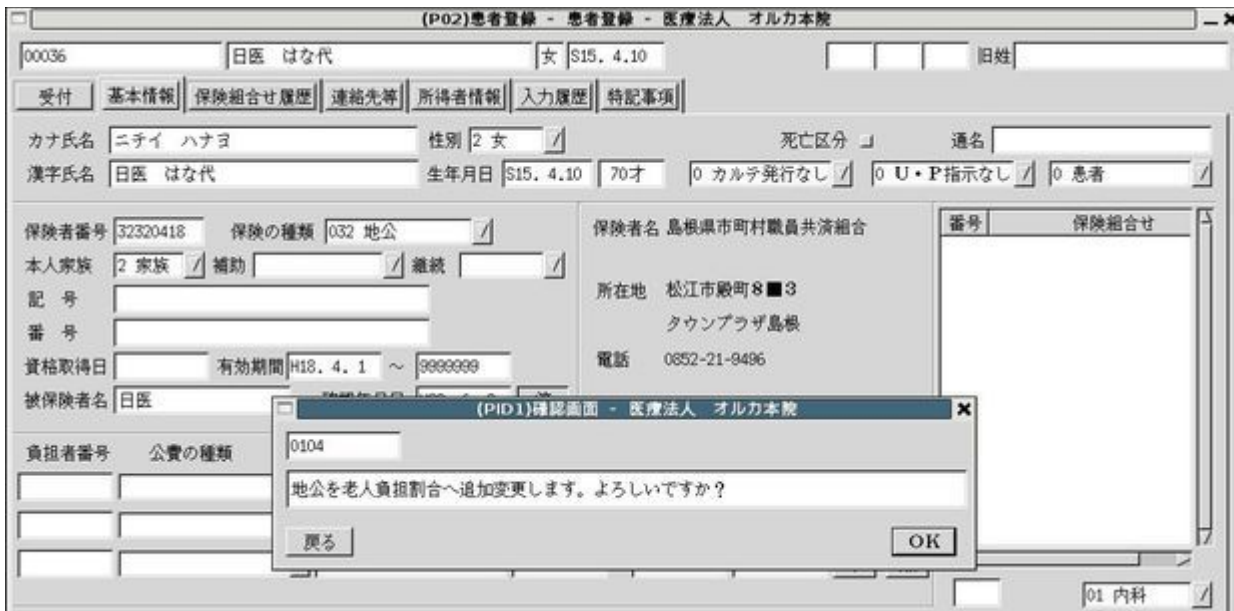 (P02)患者登録 - 患者登録 - 医療法人 オルカ本院
00036 日医 はな代 女 S15. 4.10 旧姓
受付 基本情報 保険組合せ履歴 連絡先等 所得者情報 入力履歴 特記事項
カナ氏名 ニチイ ハナヨ 性別 2 女 死亡区分 通名
漢字氏名 日医 はな代 生年月日 S15. 4.10 70才 0 カルテ発行なし 0 U・P指示なし 0 患者
保険者番号 32320418 保険の種類 032 地公 保険者名 島根県市町村職員共済組合 番号 保険組合せ
本人家族 2 家族 補助 継続
記 号 所在地 松江市殿町8■3
番 号 タウンプラザ島根
資格取得日 有効期間 H18. 4. 1 ~ 9999999 電話 0852-21-9496
被保険者名 日医
(PID1)確認画面 - 医療法人 オルカ本院
0104
負担者番号 公費の種類
地公を老人負担割合へ追加変更します。よろしいですか?
戻る OK
01 内科